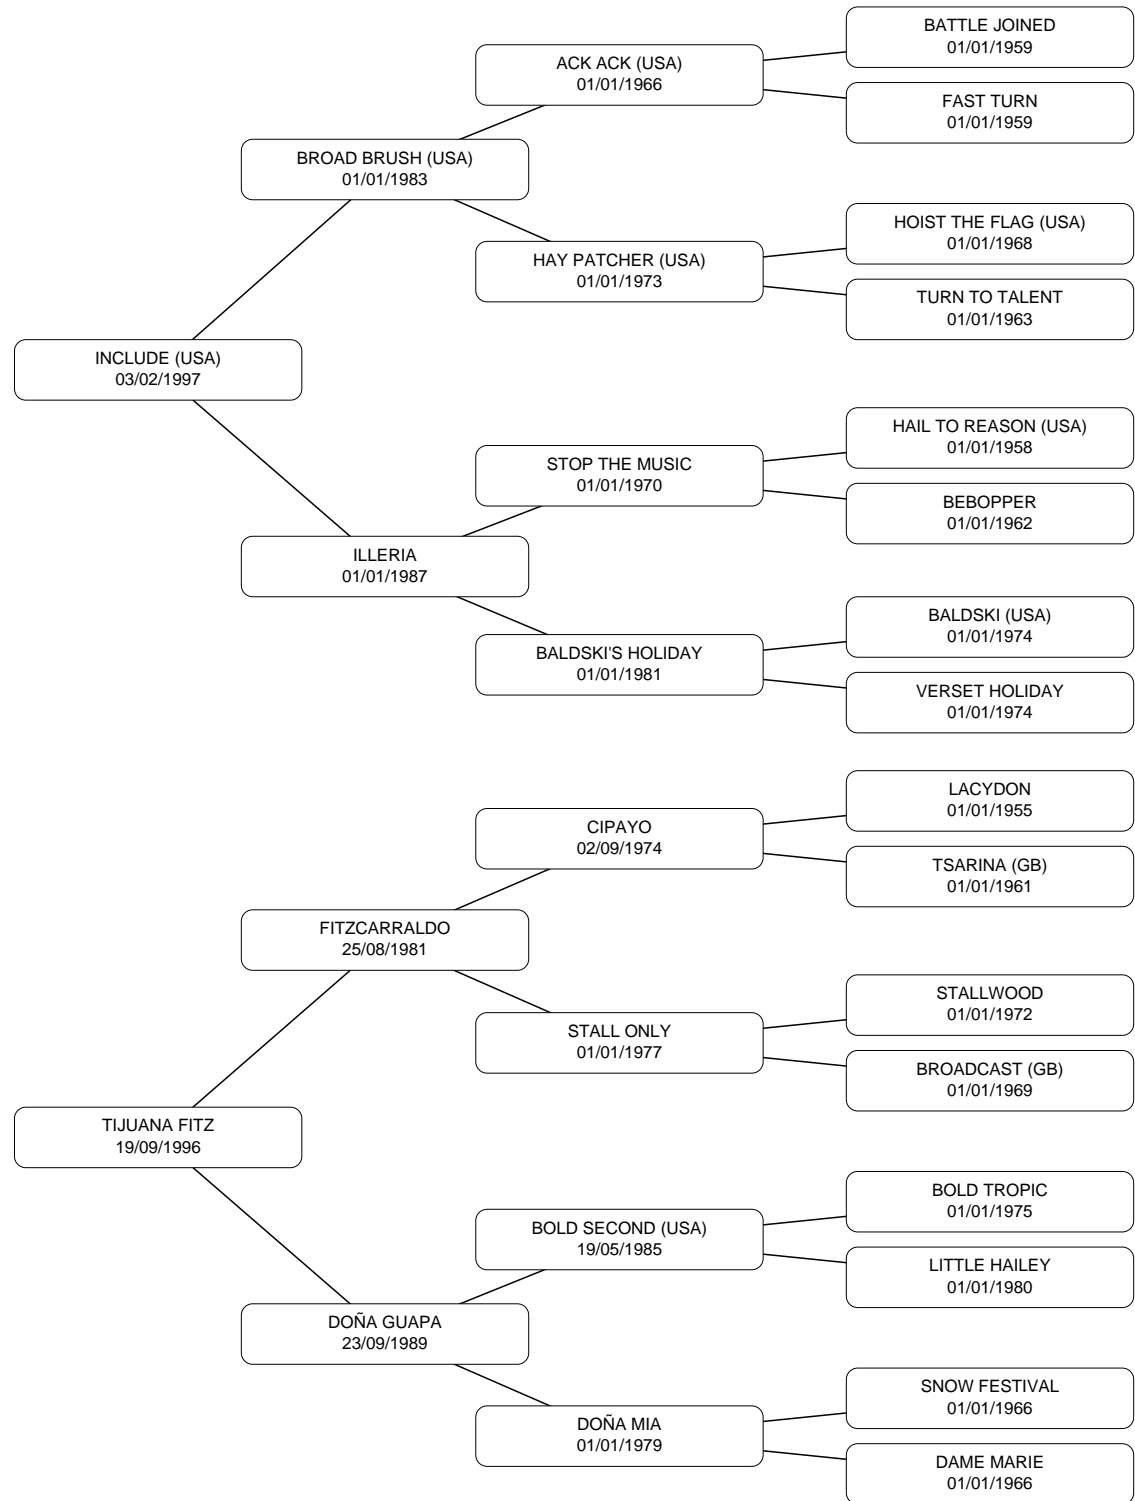 BATTLE JOINED
01/01/1959
ACK ACK (USA)
01/01/1966
FAST TURN
01/01/1959
BROAD BRUSH (USA)
01/01/1983
HOIST THE FLAG (USA)
01/01/1968
HAY PATCHER (USA)
01/01/1973
TURN TO TALENT
01/01/1963
INCLUDE (USA)
03/02/1997
HAIL TO REASON (USA)
01/01/1958
STOP THE MUSIC
01/01/1970
BEBOPPER
01/01/1962
ILLERIA
01/01/1987
BALDSKI (USA)
01/01/1974
BALDSKI'S HOLIDAY
01/01/1981
VERSET HOLIDAY
01/01/1974
LACYDON
01/01/1955
CIPAYO
02/09/1974
TSARINA (GB)
01/01/1961
FITZCARRALDO
25/08/1981
STALLWOOD
01/01/1972
STALL ONLY
01/01/1977
BROADCAST (GB)
01/01/1969
TIJUANA FITZ
19/09/1996
BOLD TROPIC
01/01/1975
BOLD SECOND (USA)
19/05/1985
LITTLE HAILEY
01/01/1980
DOÑA GUAPA
23/09/1989
SNOW FESTIVAL
01/01/1966
DOÑA MIA
01/01/1979
DAME MARIE
01/01/1966